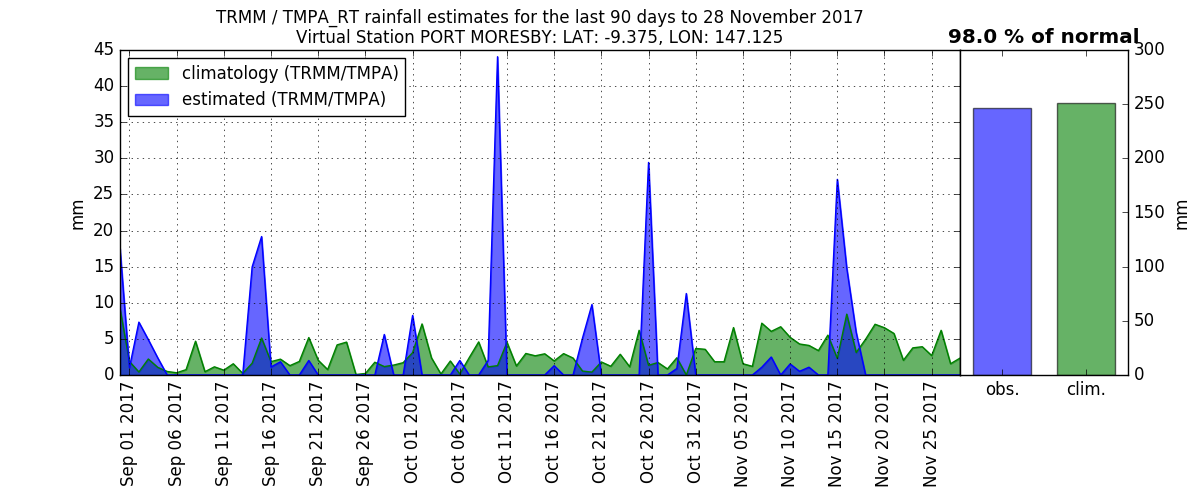 TRMM / TMPA_RT rainfall estimates for the last 90 days to 28 November 2017
Virtual Station PORT MORESBY: LAT: -9.375, LON: 147.125
98.0 % of normal
climatology (TRMM/TMPA)
estimated (TRMM/TMPA)
45
40
35
30
25
20
15
10
5
0
mm
300
250
200
150
100
50
0
mm
Sep 01 2017
Sep 06 2017
Sep 11 2017
Sep 16 2017
Sep 21 2017
Sep 26 2017
Oct 01 2017
Oct 06 2017
Oct 11 2017
Oct 16 2017
Oct 21 2017
Oct 26 2017
Oct 31 2017
Nov 05 2017
Nov 10 2017
Nov 15 2017
Nov 20 2017
Nov 25 2017
obs.
clim.